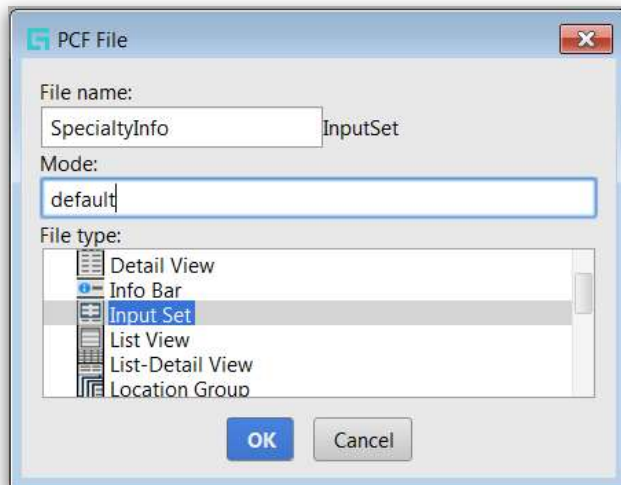 PCF File
File name:
SpecialtyInfo InputSet
Mode:
default
File type:
Detail View
Info Bar
Input Set
List View
List-Detail View
Location Group
OK Cancel